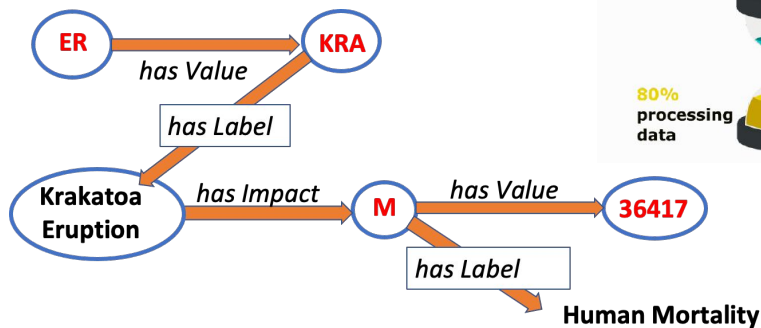 ER
KRA
has Value
80%
processing
data
has Label
Krakatoa
Eruption
has Impact
M
has Value
36417
has Label
Human Mortality